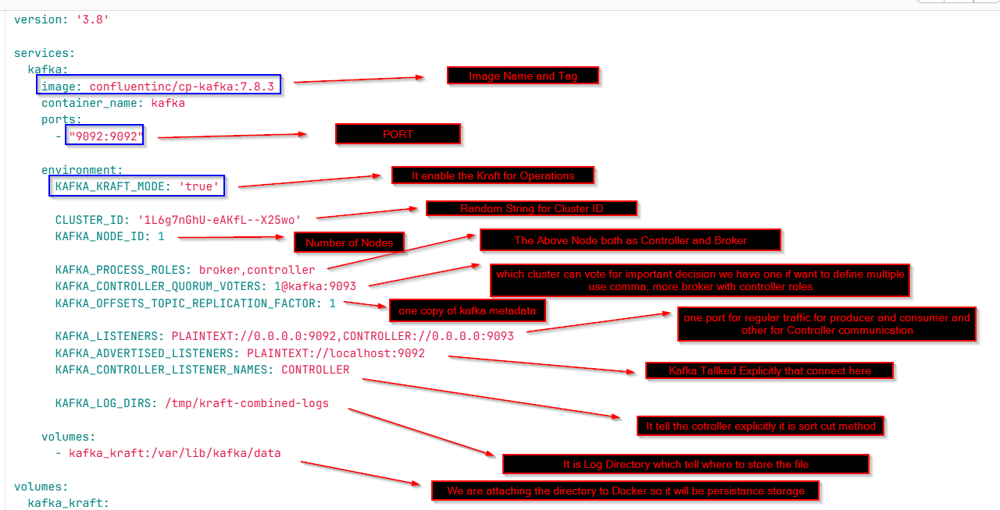 version: '3.8'
services:
kafka:
image: confluentinc/cp-kafka:7.8.3
Image Name and Tag
container_name: kafka
ports:
- "9092:9092"
PORT
environment:
KAFKA_KRAFT_MODE: 'true'
It enable the Kraft for Operations
CLUSTER_ID: '1L6g7nGhU-eAKfL--X25wo'
Random String for Cluster ID
KAFKA_NODE_ID: 1
Number of Nodes
The Above Node both as Controller and Broker
KAFKA_PROCESS_ROLES: broker,controller
KAFKA_CONTROLLER_QUORUM_VOTERS: 1@kafka:9093
which cluster can vote for important decision we have one if want to define multiple
use comma, more broker with controller roles
KAFKA_OFFSETS_TOPIC_REPLICATION_FACTOR: 1
one copy of kafka metadata
one port for regular traffic for producer and consumer and
other for Controller communication
KAFKA_LISTENERS: PLAINTEXT://0.0.0.0:9092,CONTROLLER://0.0.0.0:9093
KAFKA_ADVERTISED_LISTENERS: PLAINTEXT://localhost:9092
Kafka Tallked Explicitly that connect here
KAFKA_CONTROLLER_LISTENER_NAMES: CONTROLLER
It tell the cotroller explicitly it is sort cut method
KAFKA_LOG_DIRS: /tmp/kraft-combined-logs
It is Log Directory which tell where to store the file
volumes:
- kafka_kraft:/var/lib/kafka/data
We are attaching the directory to Docker so it will be persistance storage
volumes:
kafka_kraft: